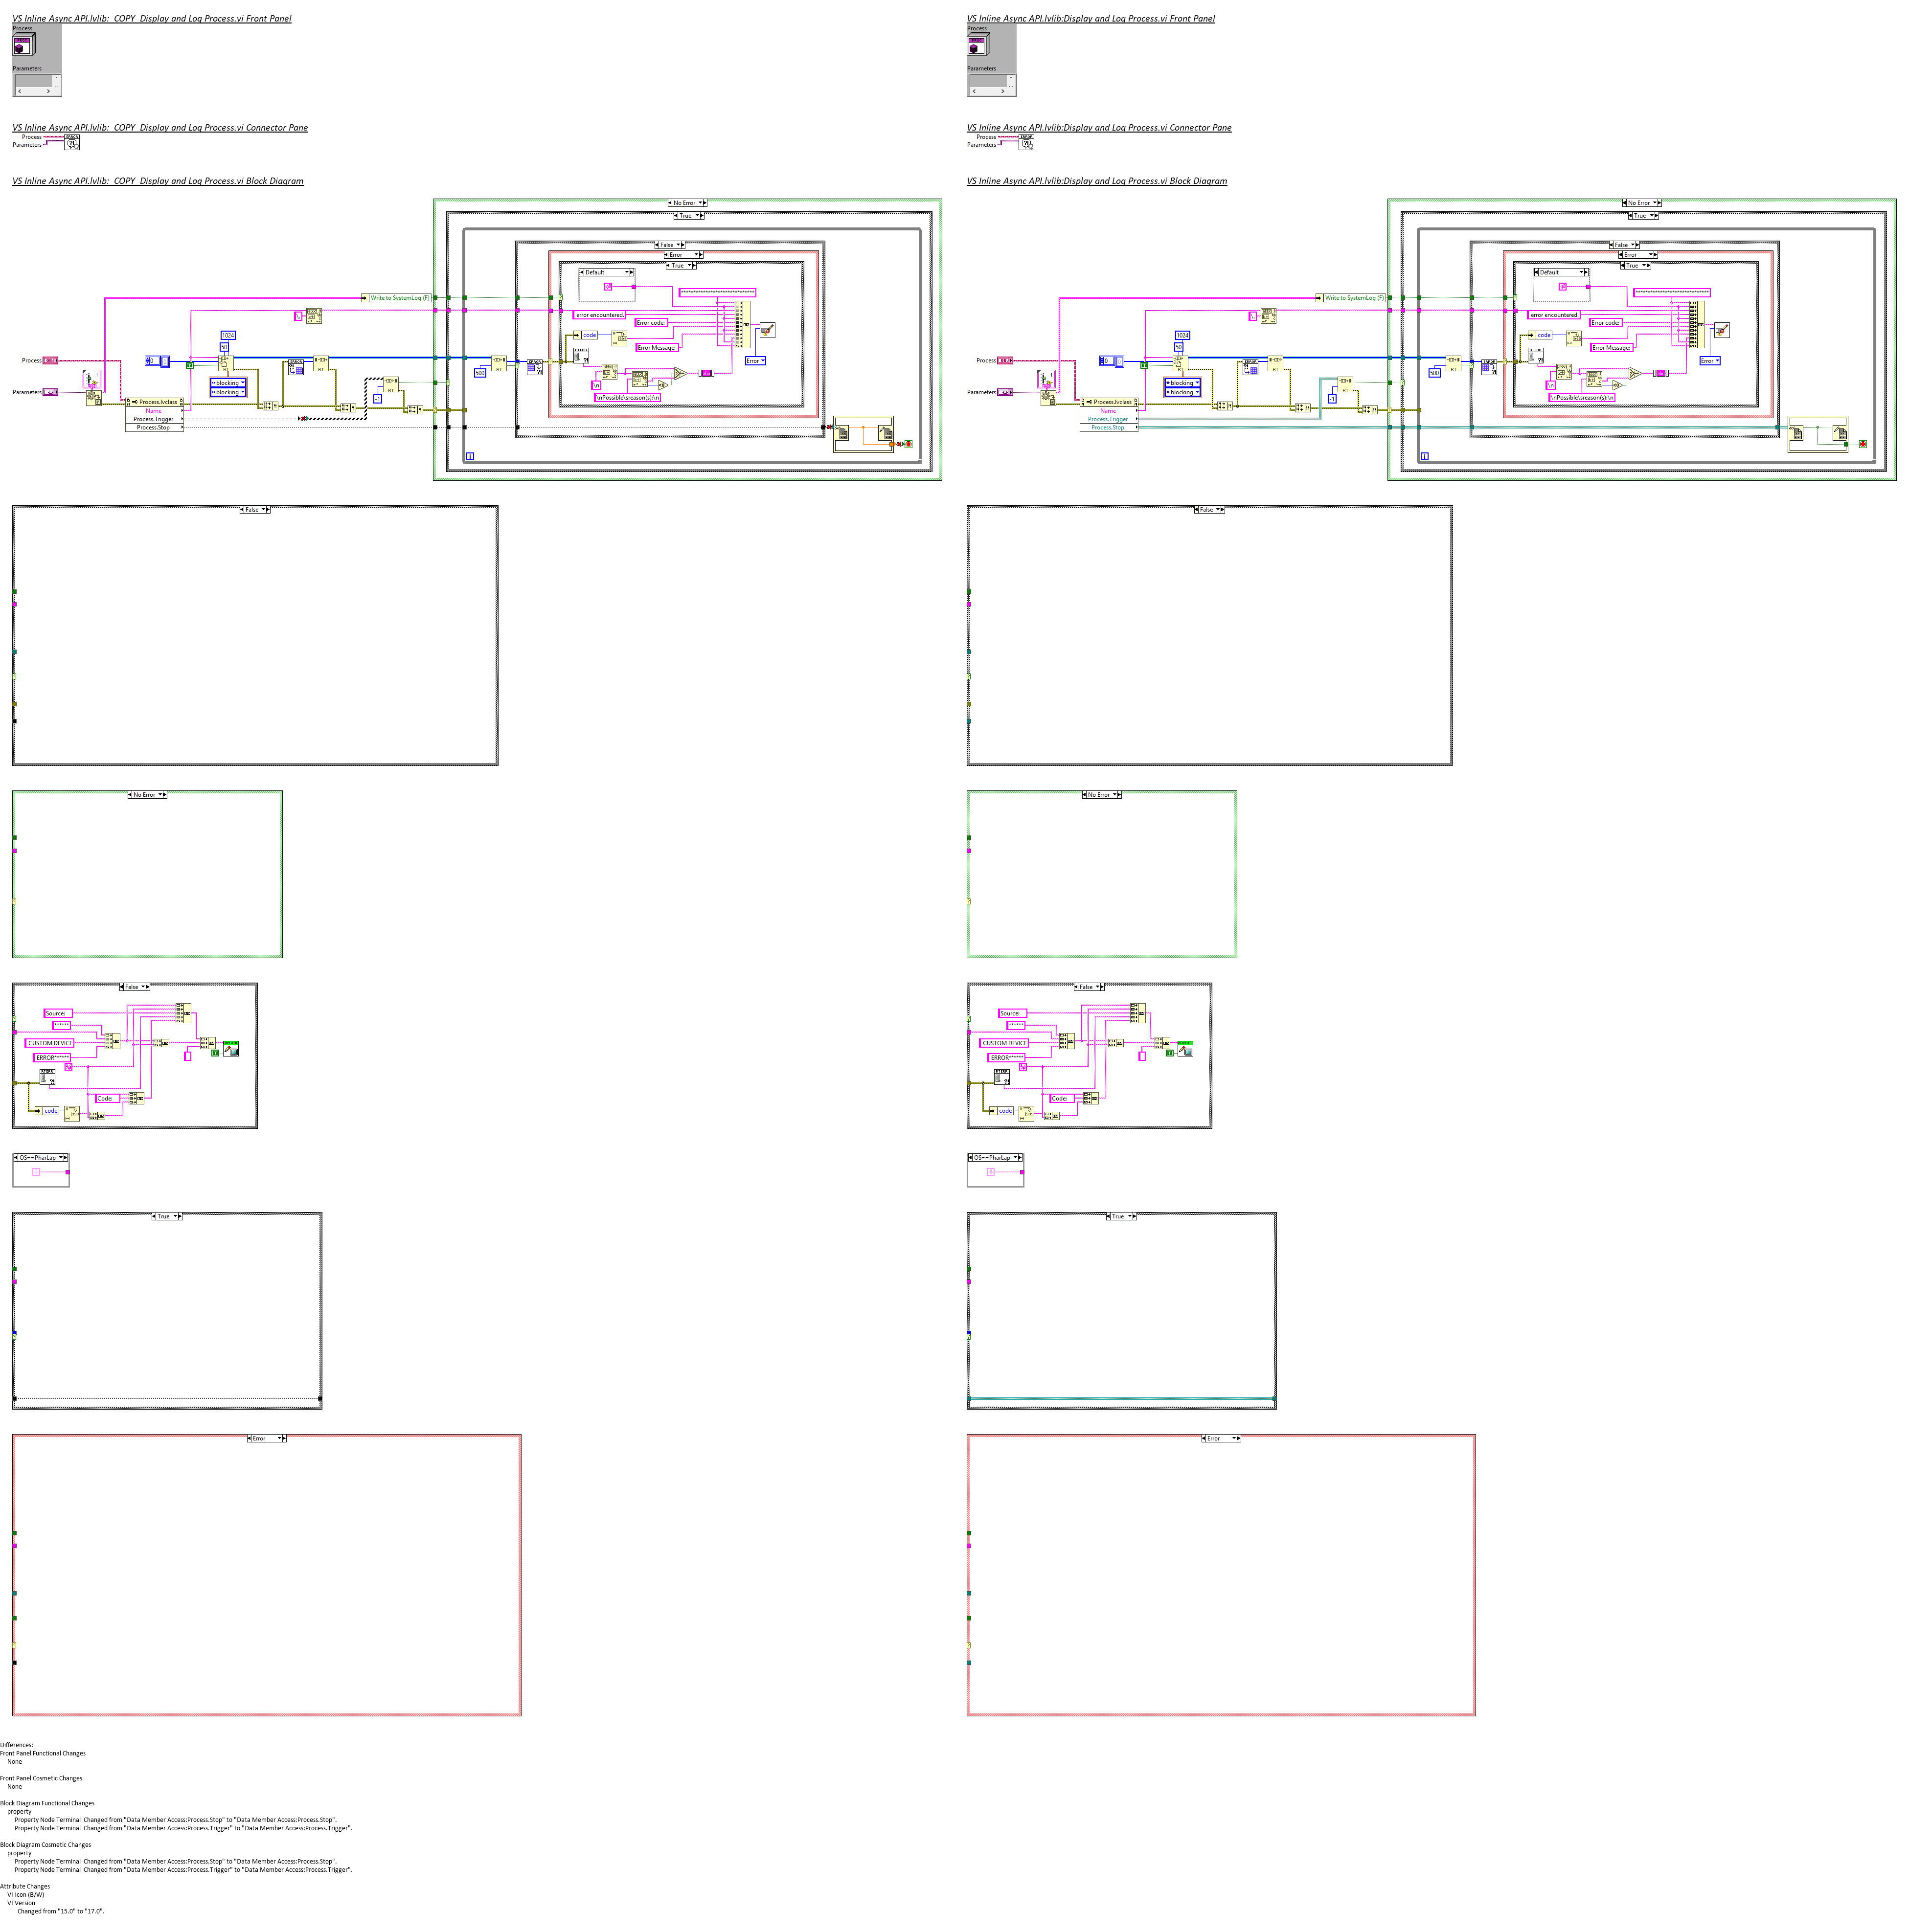 VS Inline Async API.lvlib:  COPY  Display and Log Process.vi Front Panel
Process
Parameters
VS Inline Async API.lvlib:  COPY  Display and Log Process.vi Connector Pane
Process
Parameters
VS Inline Async API.lvlib:  COPY  Display and Log Process.vi Block Diagram
No Error
True
False
Error
True
Default
Write to SystemLog (F)
error encountered.
Error code:
code
Error Message:
Error
1024
50
Process
blocking
blocking
500
Parameters
-1
\n
\nPossible\sreason(s):\n
Process.lvclass
Name
Process.Trigger
Process.Stop
i
False
No Error
False
Source:
******
CUSTOM DEVICE
ERROR******
Code:
code
OS==PharLap
True
Error
VS Inline Async API.lvlib:Display and Log Process.vi Front Panel
Process
Parameters
VS Inline Async API.lvlib:Display and Log Process.vi Connector Pane
Process
Parameters
VS Inline Async API.lvlib:Display and Log Process.vi Block Diagram
No Error
True
False
Error
True
Default
Write to SystemLog (F)
error encountered.
Error code:
code
Error Message:
Error
1024
50
Process
blocking
blocking
500
Parameters
-1
\n
\nPossible\sreason(s):\n
Process.lvclass
Name
Process.Trigger
Process.Stop
i
False
No Error
False
Source:
******
CUSTOM DEVICE
ERROR******
Code:
code
OS==PharLap
True
Error
Differences:
Front Panel Functional Changes
None
Front Panel Cosmetic Changes
None
Block Diagram Functional Changes
property
Property Node Terminal  Changed from "Data Member Access:Process.Stop" to "Data Member Access:Process.Stop".
Property Node Terminal  Changed from "Data Member Access:Process.Trigger" to "Data Member Access:Process.Trigger".
Block Diagram Cosmetic Changes
property
Property Node Terminal  Changed from "Data Member Access:Process.Stop" to "Data Member Access:Process.Stop".
Property Node Terminal  Changed from "Data Member Access:Process.Trigger" to "Data Member Access:Process.Trigger".
Attribute Changes
VI Icon (B/W)
VI Version
Changed from "15.0" to "17.0".